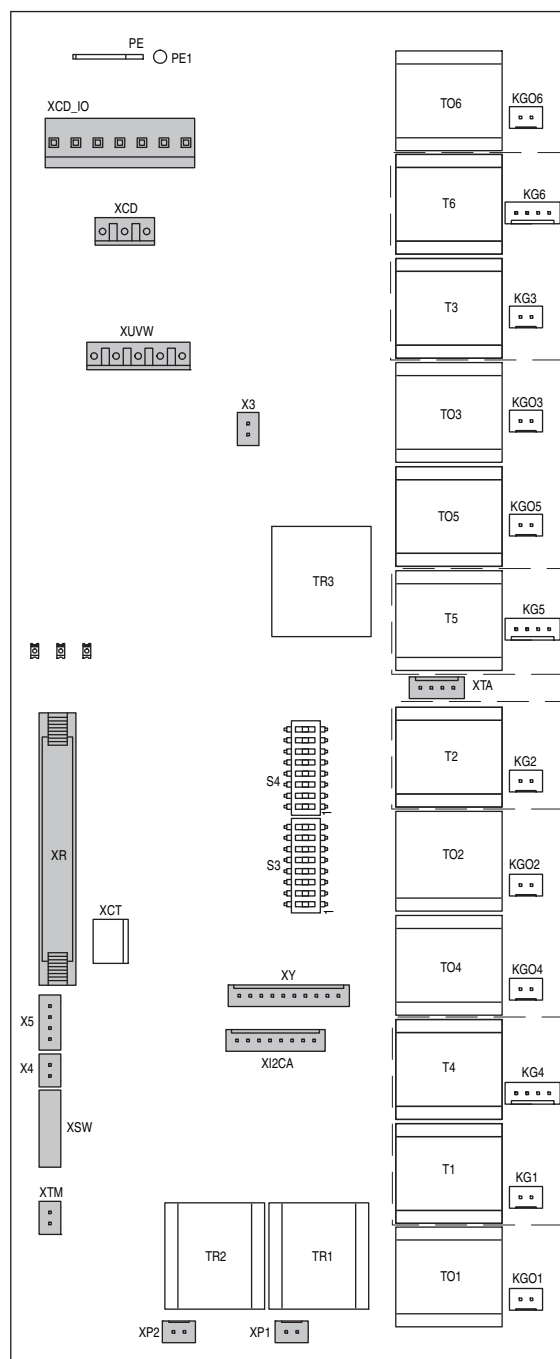 PE
PE1
XCD_IO
XCD
XUVW
X3
TR3
S4
S3
1
1
XR
XCT
XY
XI2CA
X5
X4
XSW
XTM
TR2
TR1
XP2
XP1
TO6
KGO6
T6
KG6
T3
KG3
TO3
KGO3
TO5
KGO5
T5
KG5
XTA
T2
KG2
TO2
KGO2
TO4
KGO4
T4
KG4
T1
KG1
TO1
KGO1